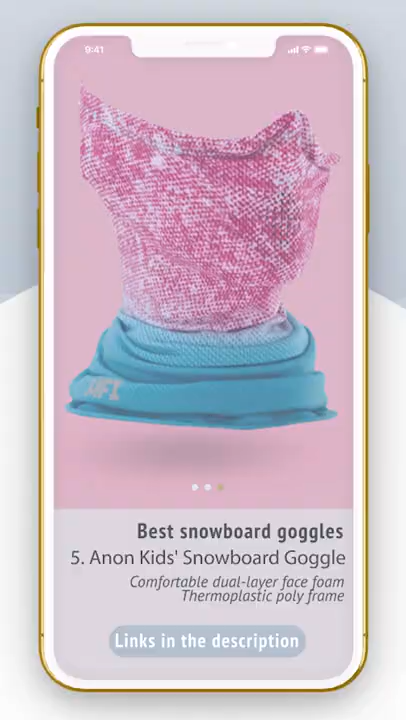 9:41
Best snowboard goggles
5. Anon Kids' Snowboard Goggle
Comfortable dual-layer face foam
Thermoplastic poly frame
Links in the description